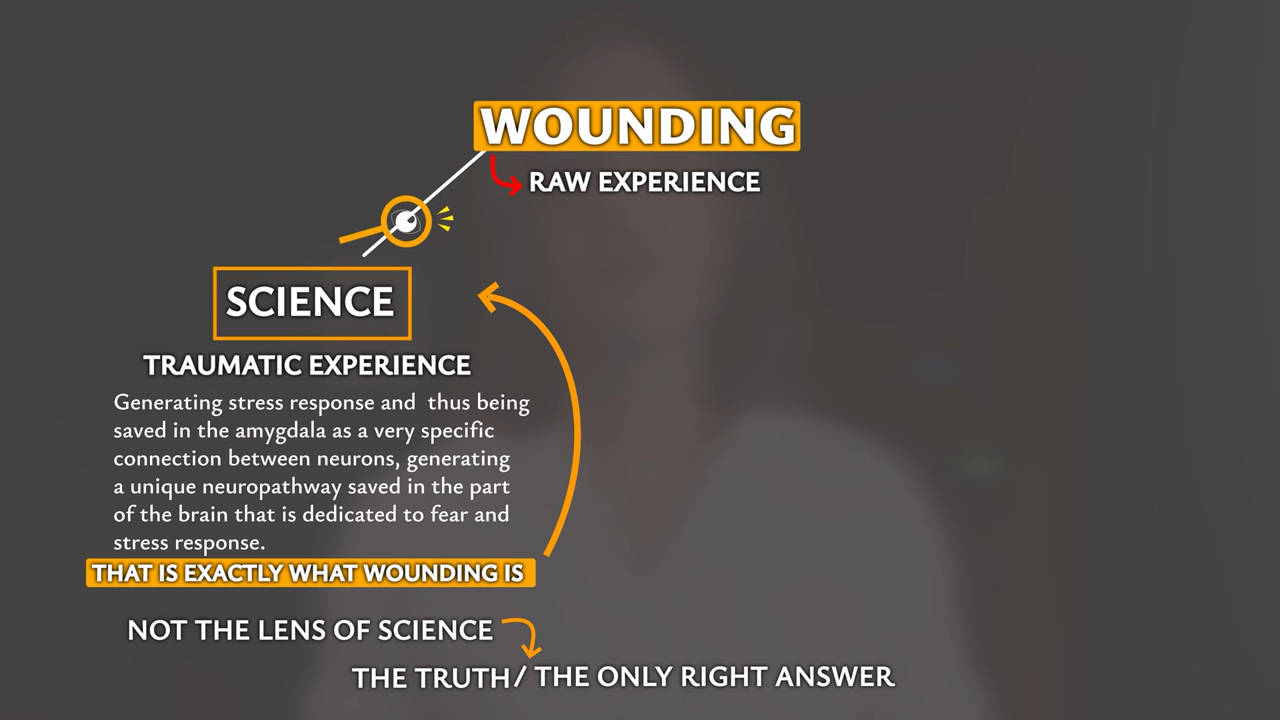 WOUNDING
RAW EXPERIENCE
SCIENCE
TRAUMATIC EXPERIENCE
Generating stress response and thus being
saved in the amygdala as a very specific
connection between neurons, generating
a unique neuropathway saved in the part
of the brain that is dedicated to fear and
stress response.
THAT IS EXACTLY WHAT WOUNDING IS
NOT THE LENS OF SCIENCE
THE TRUTH/ THE ONLY RIGHT ANSWER